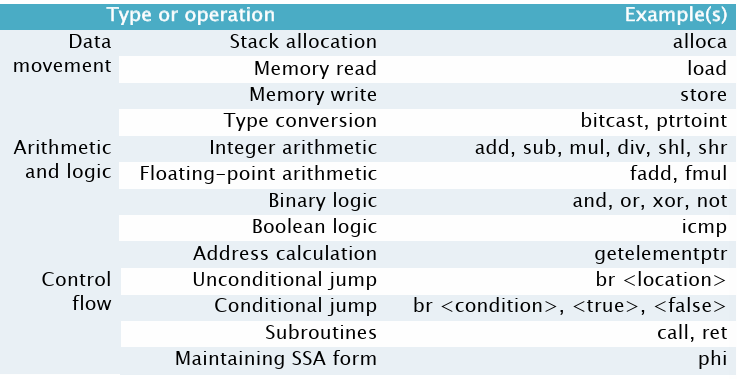 Type or operation Example(s)
Data movement Stack allocation alloca
Memory read load
Memory write store
Type conversion bitcast, ptrtoint
Arithmetic and logic Integer arithmetic add, sub, mul, div, shl, shr
Floating-point arithmetic fadd, fmul
Binary logic and, or, xor, not
Boolean logic icmp
Address calculation getelementptr
Control flow Unconditional jump br <location>
Conditional jump br <condition>, <true>, <false>
Subroutines call, ret
Maintaining SSA form phi